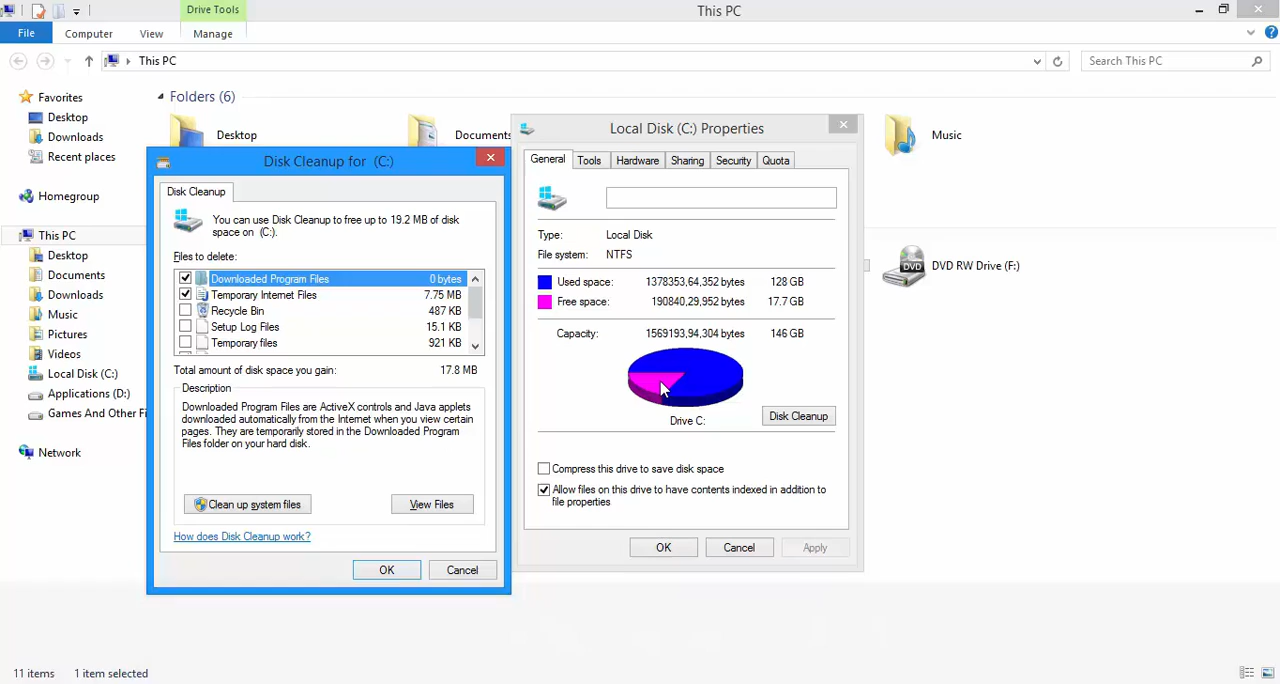 Drive Tools
This PC
File
Computer
View
Manage
This PC
Search This PC
Favorites
Desktop
Downloads
Recent places
Homegroup
This PC
Desktop
Documents
Downloads
Music
Pictures
Videos
Local Disk (C:)
Applications (D:)
Games And Other Fi
Network
Folders (6)
Desktop
Documents
Music
DVD RW Drive (F:)
DVD
Disk Cleanup for (C:)
Disk Cleanup
You can use Disk Cleanup to free up to 19.2 MB of disk
space on (C:).
Files to delete:
Downloaded Program Files 0 bytes
Temporary Internet Files 7.75 MB
Recycle Bin 487 KB
Setup Log Files 15.1 KB
Temporary files 921 KB
Total amount of disk space you gain: 17.8 MB
Description
Downloaded Program Files are ActiveX controls and Java applets
downloaded automatically from the Internet when you view certain
pages. They are temporarily stored in the Downloaded Program
Files folder on your hard disk.
Clean up system files
View Files
How does Disk Cleanup work?
OK
Cancel
Local Disk (C:) Properties
General
Tools
Hardware
Sharing
Security
Quota
Type: Local Disk
File system: NTFS
Used space: 1378353,64,352 bytes 128 GB
Free space: 190840,29,952 bytes 17.7 GB
Capacity: 1569193,94,304 bytes 146 GB
Drive C:
Disk Cleanup
Compress this drive to save disk space
Allow files on this drive to have contents indexed in addition to
file properties
OK
Cancel
Apply
11 items
1 item selected